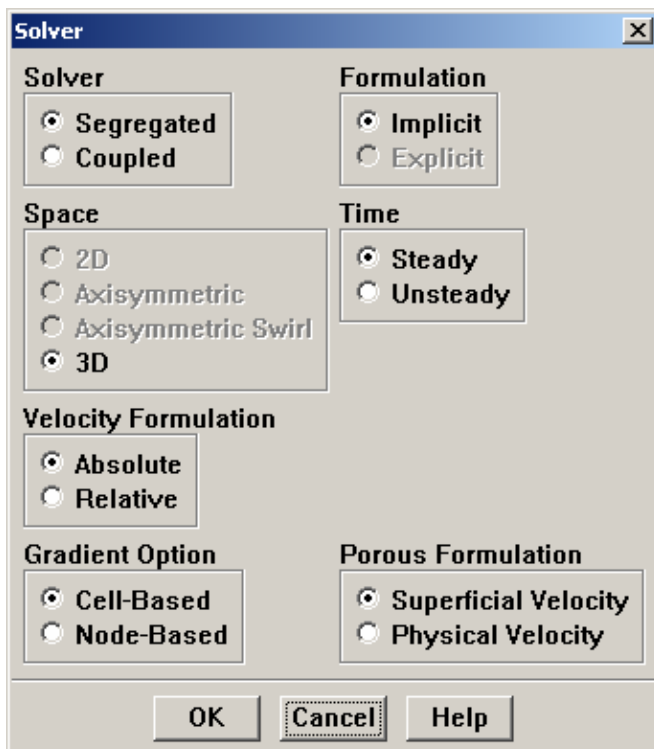 Solver
Solver
Segregated
Coupled
Formulation
Implicit
Explicit
Space
2D
Axisymmetric
Axisymmetric Swirl
3D
Time
Steady
Unsteady
Velocity Formulation
Absolute
Relative
Gradient Option
Cell-Based
Node-Based
Porous Formulation
Superficial Velocity
Physical Velocity
OK
Cancel
Help